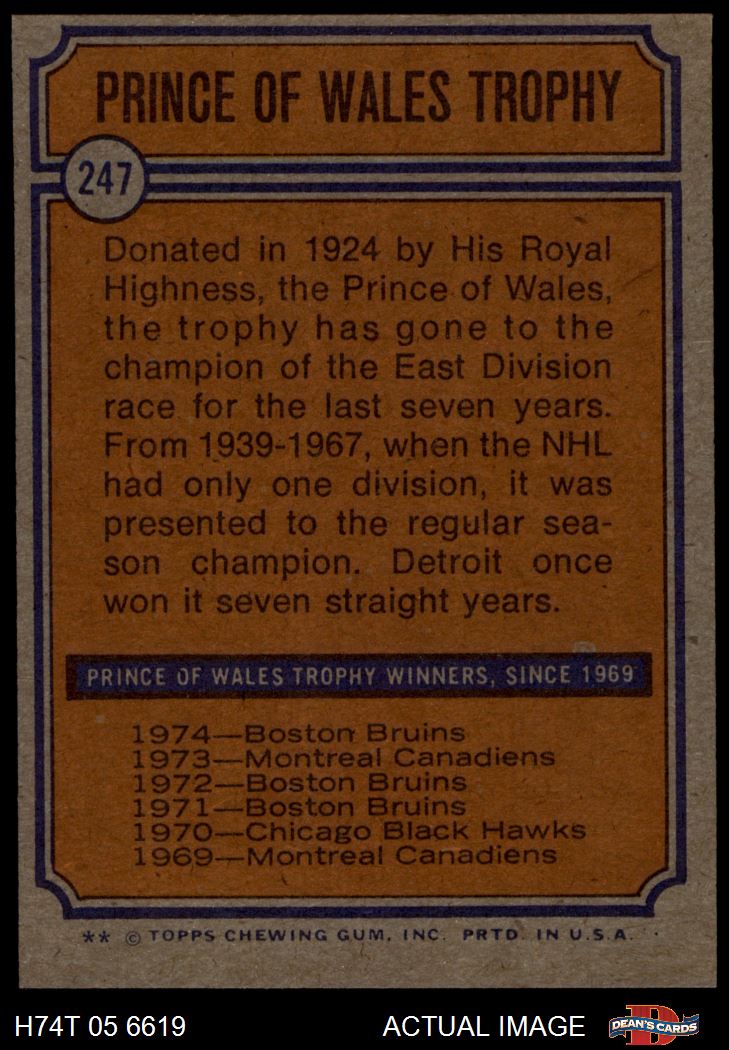 PRINCE OF WALES TROPHY
247
Donated in 1924 by His Royal
Highness, the Prince of Wales,
the trophy has gone to the
champion of the East Division
race for the last seven years.
From 1939-1967, when the NHL
had only one division, it was
presented to the regular sea-
son champion. Detroit once
won it seven straight years.
PRINCE OF WALES TROPHY WINNERS, SINCE 1969
1974—Boston Bruins
1973—Montreal Canadiens
1972—Boston Bruins
1971—Boston Bruins
1970—Chicago Black Hawks
1969—Montreal Canadiens
** © TOPPS CHEWING GUM, INC. PRTD. IN U.S.A.
H74T 05 6619 ACTUAL IMAGE DEAN'S CARDS